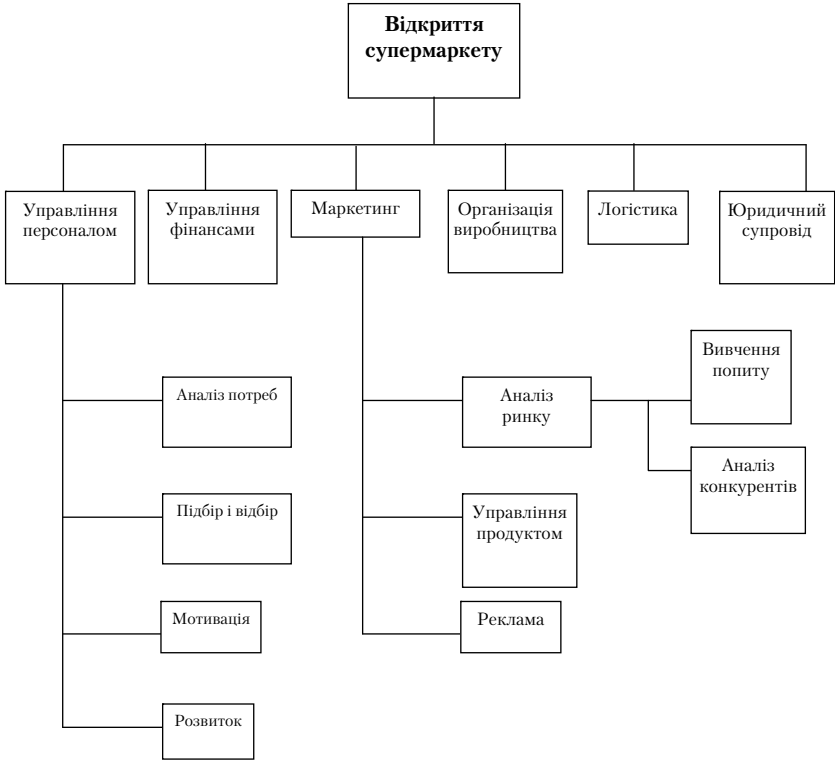 Відкриття
супермаркету
Управління
персоналом
Управління
фінансами
Маркетинг
Організація
виробництва
Логістика
Юридичний
супровід
Аналіз потреб
Підбір і відбір
Мотивація
Розвиток
Аналіз
ринку
Управління
продуктом
Реклама
Вивчення
попиту
Аналіз
конкурентів